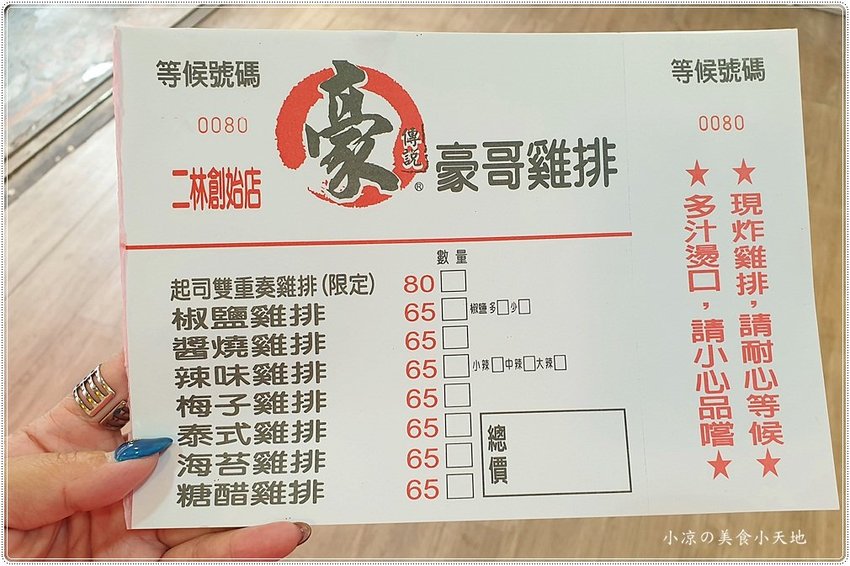 等候號碼
0080
二林創始店
豪
傳說
®
豪哥雞排
數量
起司雙重奏雞排(限定) 80
椒鹽雞排 65 椒鹽 多 少
醬燒雞排 65
辣味雞排 65 小辣 中辣 大辣
梅子雞排 65
泰式雞排 65
海苔雞排 65
糖醋雞排 65
總價
等候號碼
0080
★現炸雞排,請耐心等候★
★多汁燙口,請小心品嚐★
小凉の美食小天地